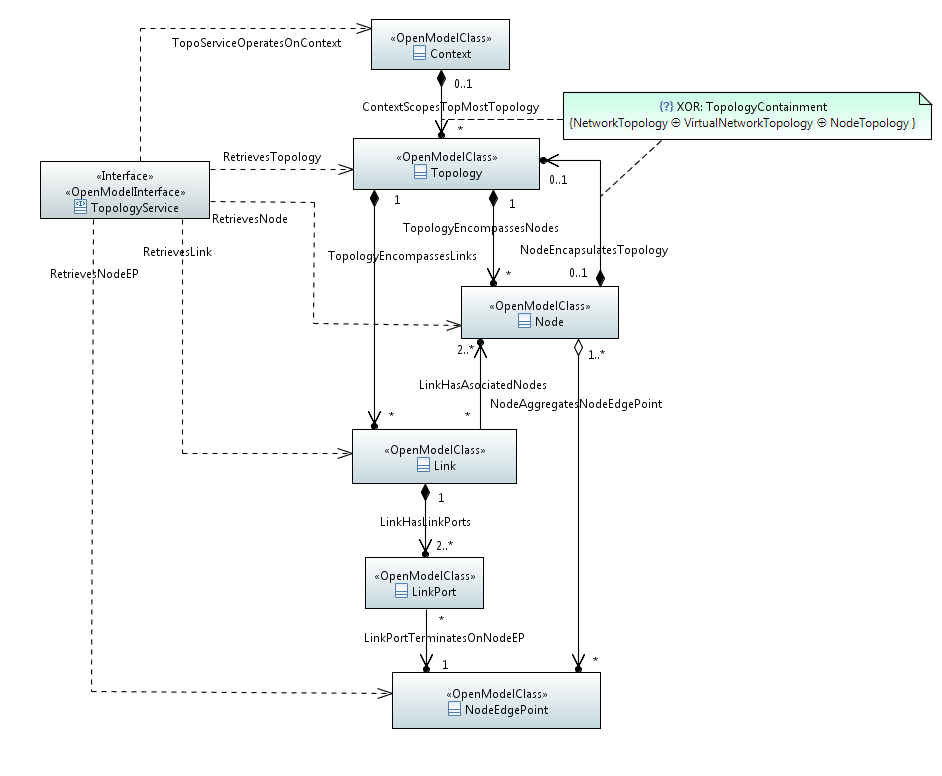 «OpenModelClass»
Context
TopoServiceOperatesOnContext
0..1
ContextScopesTopMostTopology
*
{?} XOR: TopologyContainment
{NetworkTopology ⊕ VirtualNetworkTopology ⊕ NodeTopology }
«OpenModelClass»
Topology
RetrievesTopology
0..1
«Interface»
«OpenModelInterface»
TopologyService
1
1
RetrievesNode
TopologyEncompassesNodes
RetrievesLink
TopologyEncompassesLinks
NodeEncapsulatesTopology
RetrievesNodeEP
*
0..1
«OpenModelClass»
Node
2..*
1..*
LinkHasAsociatedNodes
NodeAggregatesNodeEdgePoint
*
*
«OpenModelClass»
Link
1
LinkHasLinkPorts
2..*
«OpenModelClass»
LinkPort
*
LinkPortTerminatesOnNodeEP
1
*
«OpenModelClass»
NodeEdgePoint